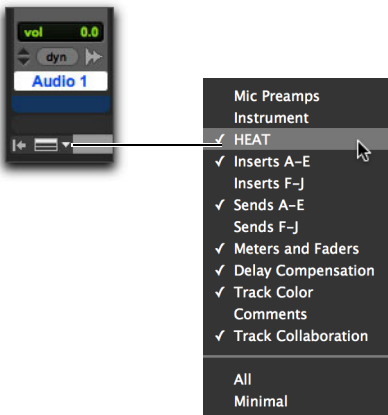 vol 0.0
dyn
Audio 1
Mic Preamps
Instrument
✓ HEAT
✓ Inserts A-E
Inserts F-J
✓ Sends A-E
Sends F-J
✓ Meters and Faders
✓ Delay Compensation
✓ Track Color
Comments
✓ Track Collaboration
All
Minimal